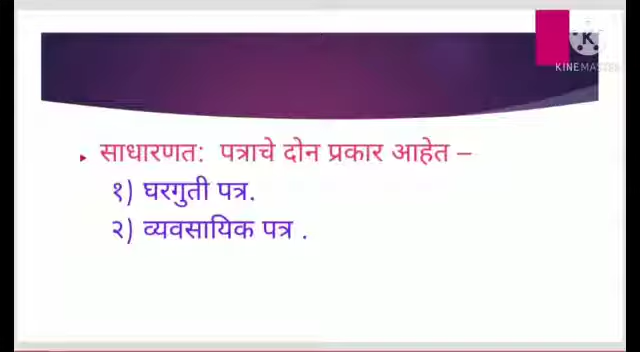 KINEMASTER
साधारणत: पत्राचे दोन प्रकार आहेत –
१) घरगुती पत्र.
२) व्यवसायिक पत्र .